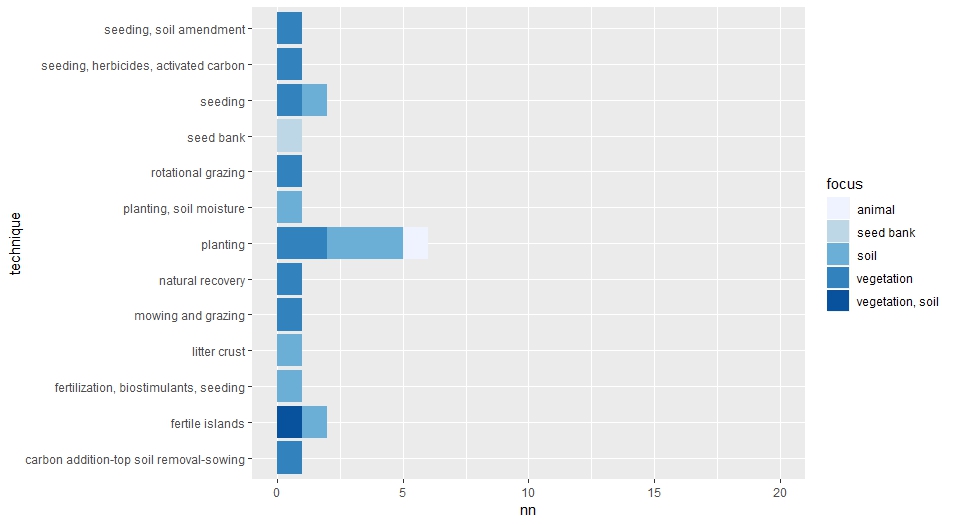 seeding, soil amendment
seeding, herbicides, activated carbon
seeding
seed bank
rotational grazing
planting, soil moisture
planting
natural recovery
mowing and grazing
litter crust
fertilization, biostimulants, seeding
fertile islands
carbon addition-top soil removal-sowing
technique
0 5 10 15 20
nn
focus
animal
seed bank
soil
vegetation
vegetation, soil